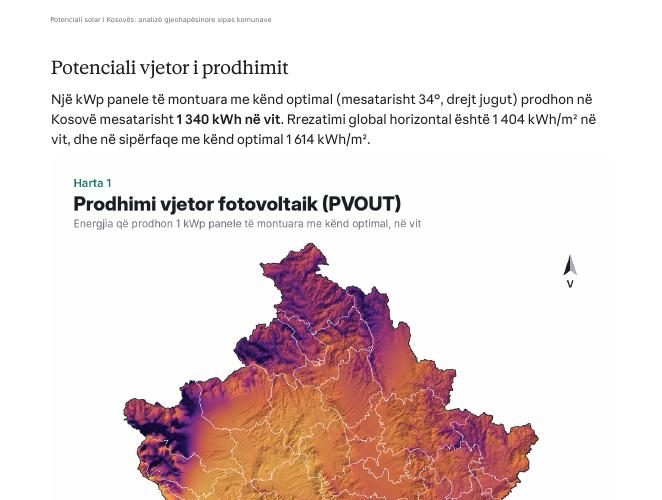 Potenciali solar i Kosovës: analizë gjeohapësinore sipas komunave
Potenciali vjetor i prodhimit
Një kWp panele të montuara me kënd optimal (mesatarisht 34°, drejt jugut) prodhon në
Kosovë mesatarisht 1 340 kWh në vit. Rrezatimi global horizontal është 1 404 kWh/m² në
vit, dhe në sipërfaqe me kënd optimal 1 614 kWh/m².
Harta 1
Prodhimi vjetor fotovoltaik (PVOUT)
Energjia që prodhon 1 kWp panele të montuara me kënd optimal, në vit
V